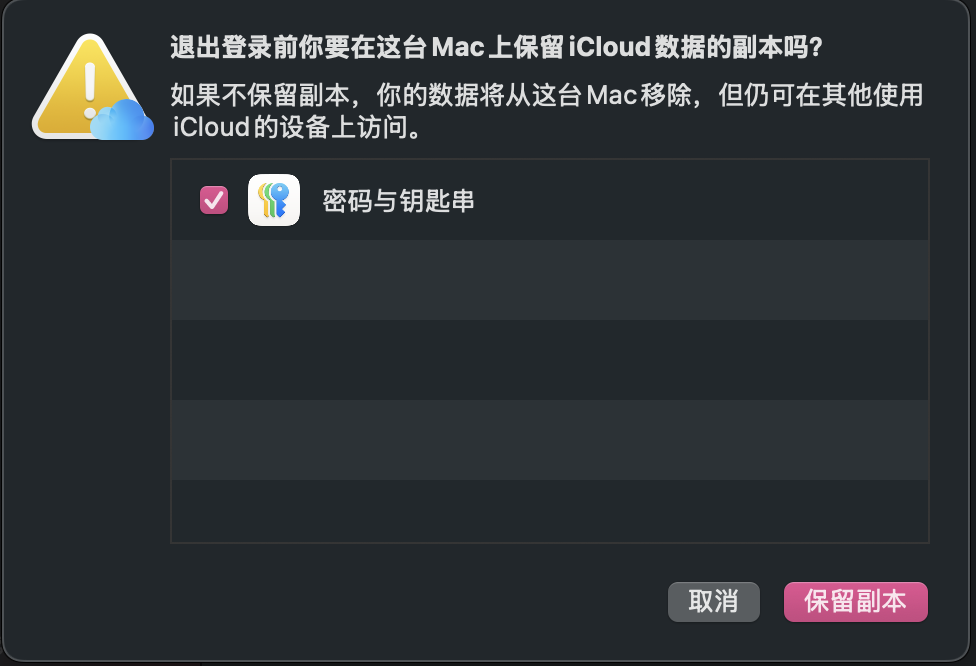 退出登录前你要在这台 Mac 上保留 iCloud 数据的副本吗?
如果不保留副本，你的数据将从这台 Mac 移除，但仍可在其他使用
iCloud 的设备上访问。
密码与钥匙串
取消
保留副本